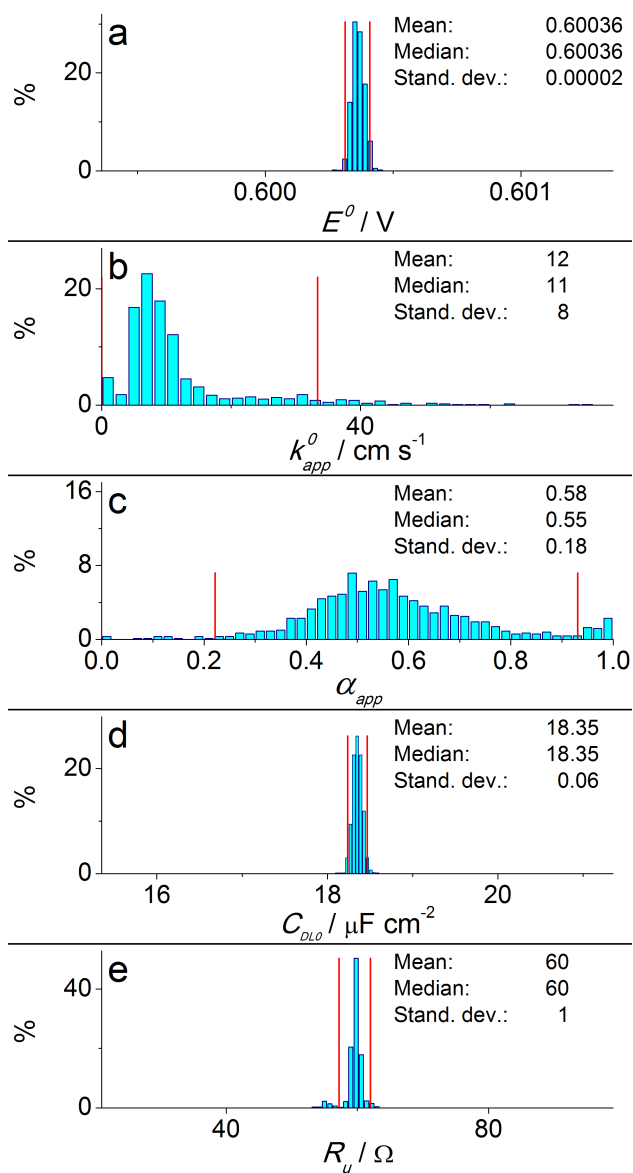 a
Mean: 0.60036
Median: 0.60036
Stand. dev.: 0.00002
30
%
0
0.600 0.601
E⁰ / V
b
Mean: 12
Median: 11
Stand. dev.: 8
20
%
0
0 40
k⁰app / cm s⁻¹
c
16
Mean: 0.58
Median: 0.55
Stand. dev.: 0.18
%
8
0
0.0 0.2 0.4 0.6 0.8 1.0
αapp
d
Mean: 18.35
Median: 18.35
Stand. dev.: 0.06
20
%
0
16 18 20
CDL0 / μF cm⁻²
e
Mean: 60
Median: 60
Stand. dev.: 1
40
%
0
40 80
Ru / Ω